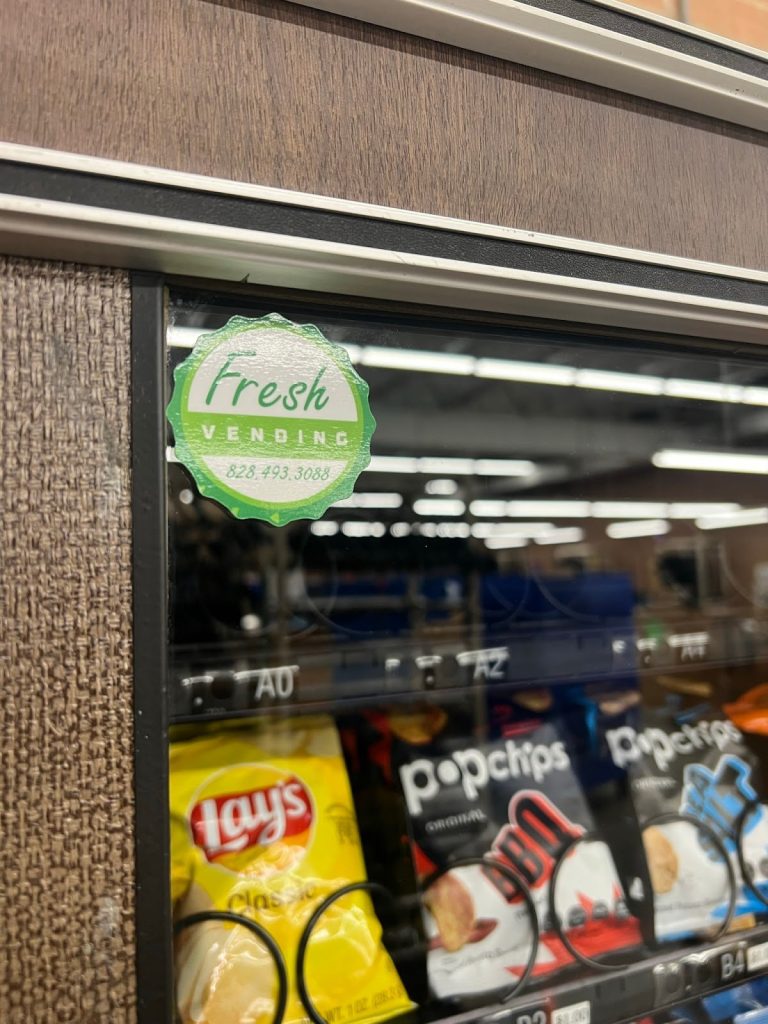 Fresh
VENDING
828.493.3088
A0
A2
Lay's
Classic
popchips
ORIGINAL
BBQ
popchips
B4